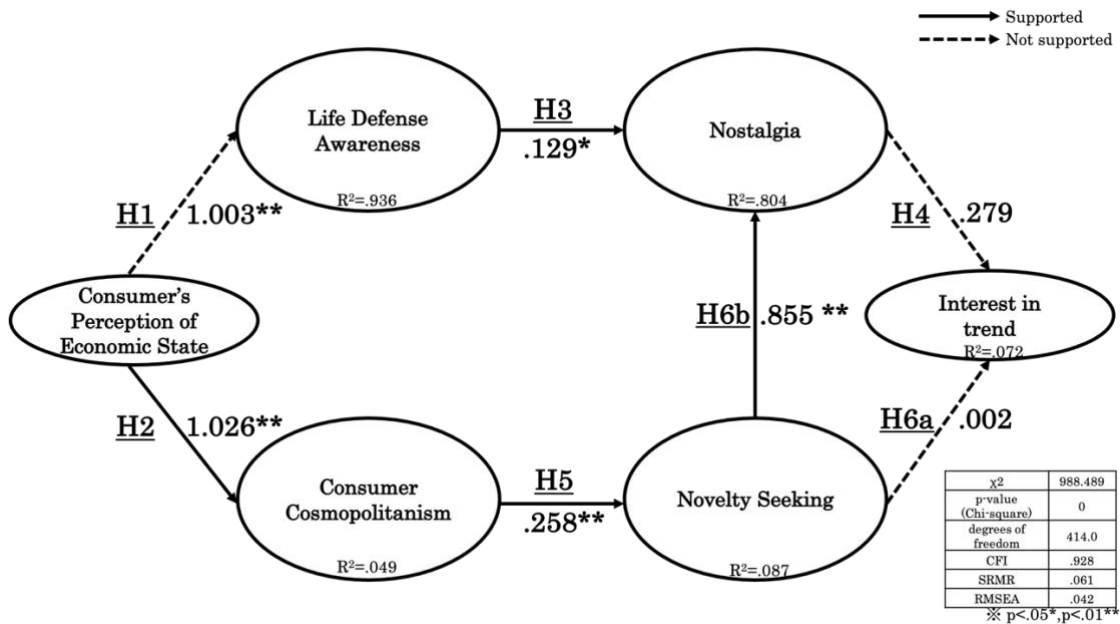 Supported
Not supported
Life Defense
Awareness
R²=.936
H3
.129*
Nostalgia
R²=.804
H1
1.003**
H4
.279
Consumer's
Perception of
Economic State
H6b
.855 **
Interest in
trend
R²=.072
H2
1.026**
H6a
.002
Consumer
Cosmopolitanism
R²=.049
H5
.258**
Novelty Seeking
R²=.087
χ2 988.489
p-value
(Chi-square) 0
degrees of
freedom 414.0
CFI .928
SRMR .061
RMSEA .042
※ p<.05*,p<.01**